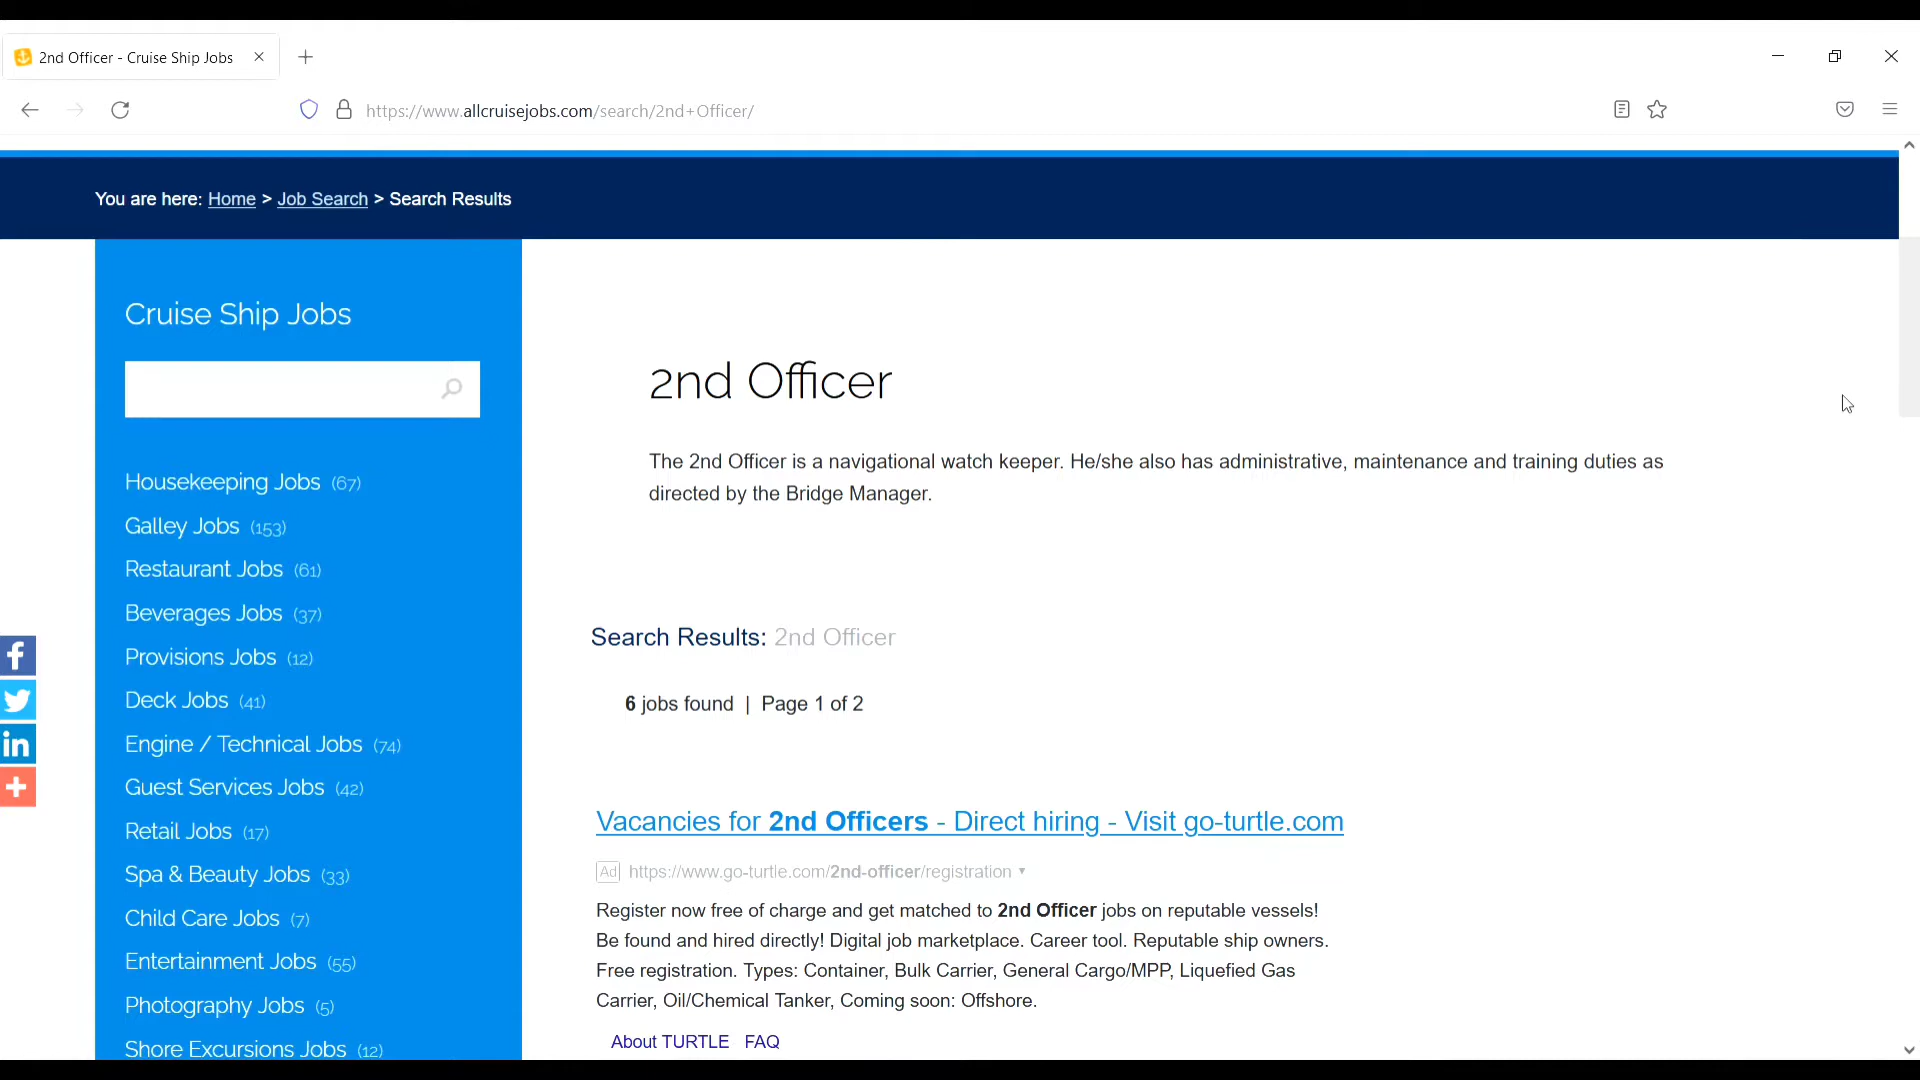 2nd Officer - Cruise Ship Jobs
https://www.allcruisejobs.com/search/2nd+Officer/
You are here: Home > Job Search > Search Results
Cruise Ship Jobs
Housekeeping Jobs (67)
Galley Jobs (153)
Restaurant Jobs (61)
Beverages Jobs (37)
Provisions Jobs (12)
Deck Jobs (41)
Engine / Technical Jobs (74)
Guest Services Jobs (42)
Retail Jobs (17)
Spa & Beauty Jobs (33)
Child Care Jobs (7)
Entertainment Jobs (55)
Photography Jobs (5)
Shore Excursions Jobs (12)
2nd Officer
The 2nd Officer is a navigational watch keeper. He/she also has administrative, maintenance and training duties as
directed by the Bridge Manager.
Search Results: 2nd Officer
6 jobs found | Page 1 of 2
Vacancies for 2nd Officers - Direct hiring - Visit go-turtle.com
Ad https://www.go-turtle.com/2nd-officer/registration
Register now free of charge and get matched to 2nd Officer jobs on reputable vessels!
Be found and hired directly! Digital job marketplace. Career tool. Reputable ship owners.
Free registration. Types: Container, Bulk Carrier, General Cargo/MPP, Liquefied Gas
Carrier, Oil/Chemical Tanker, Coming soon: Offshore.
About TURTLE FAQ